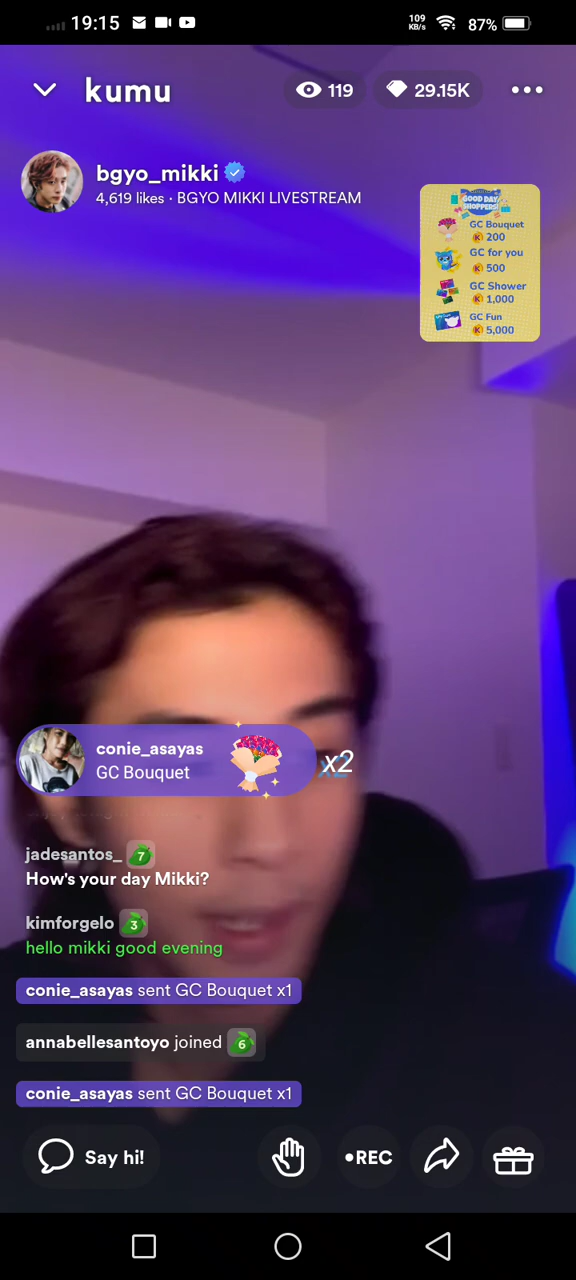 19:15
109
KB/s
87%
kumu
119
29.15K
bgyo_mikki
4,619 likes · BGYO MIKKI LIVESTREAM
GOOD DAY
SHOPPERS
GC Bouquet
K 200
GC for you
K 500
GC Shower
K 1,000
GC Fun
K 5,000
conie_asayas
GC Bouquet
x2
jadesantos_ 7
How's your day Mikki?
kimforgelo 3
hello mikki good evening
conie_asayas sent GC Bouquet x1
annabellesantoyo joined 6
conie_asayas sent GC Bouquet x1
Say hi!
•REC